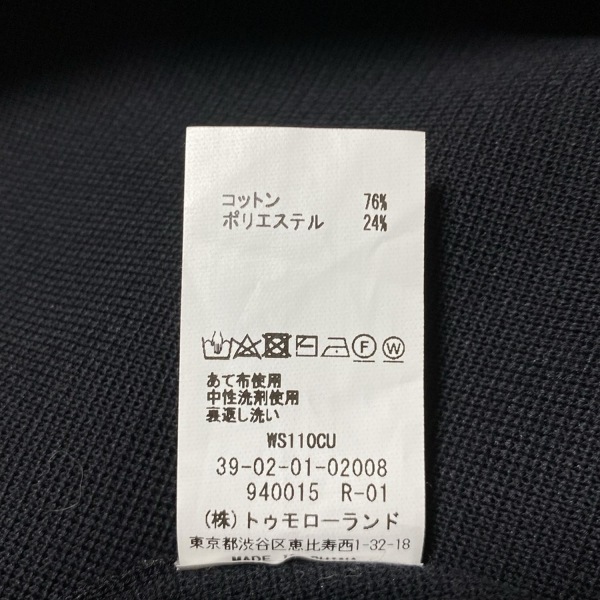 コットン 76%
ポリエステル 24%
F W
あて布使用
中性洗剤使用
裏返し洗い
WS110CU
39-02-01-02008
940015 R-01
(株)トゥモローランド
東京都渋谷区恵比寿西1-32-18
MADE IN CHINA